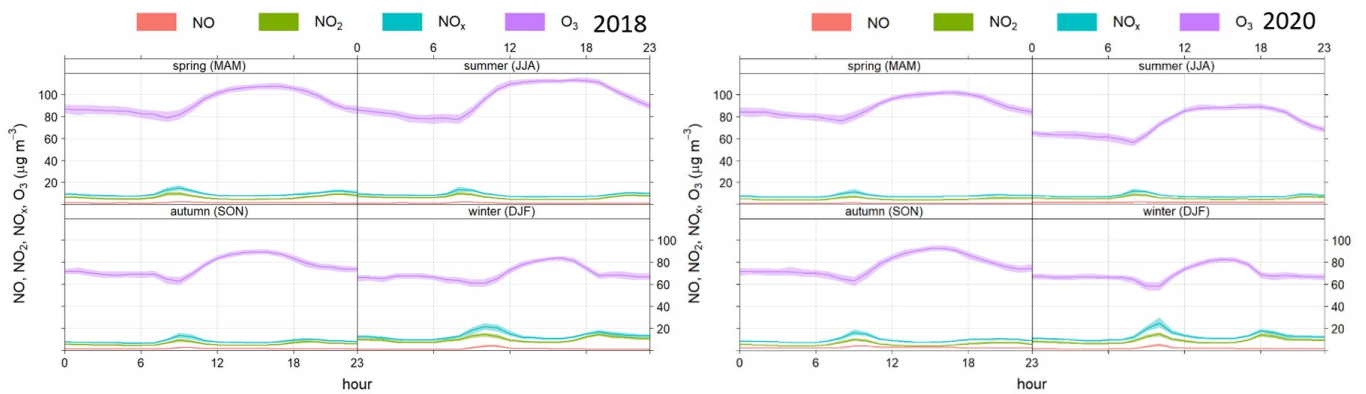 NO NO₂ NOₓ O₃ 2018
0 6 12 18 23
spring (MAM) summer (JJA)
100
80
60
40
20
autumn (SON) winter (DJF)
100
80
60
40
20
0 6 12 18 23
NO, NO₂, NOₓ, O₃ (µg m⁻³)
hour
NO NO₂ NOₓ O₃ 2020
0 6 12 18 23
spring (MAM) summer (JJA)
100
80
60
40
20
autumn (SON) winter (DJF)
100
80
60
40
20
0 6 12 18 23
NO, NO₂, NOₓ, O₃ (µg m⁻³)
hour